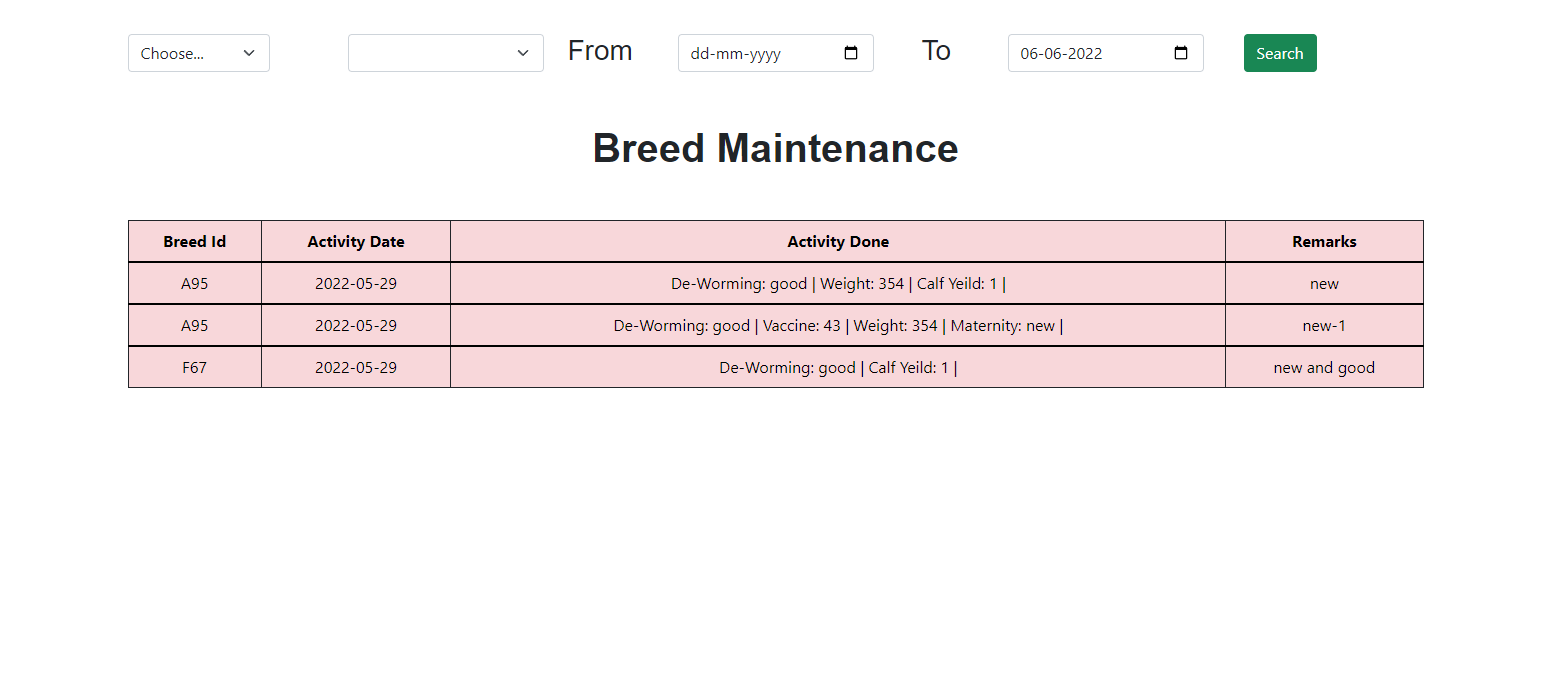 Choose... From dd-mm-yyyy To 06-06-2022 Search
Breed Maintenance
Breed Id Activity Date Activity Done Remarks
A95 2022-05-29 De-Worming: good | Weight: 354 | Calf Yeild: 1 | new
A95 2022-05-29 De-Worming: good | Vaccine: 43 | Weight: 354 | Maternity: new | new-1
F67 2022-05-29 De-Worming: good | Calf Yeild: 1 | new and good